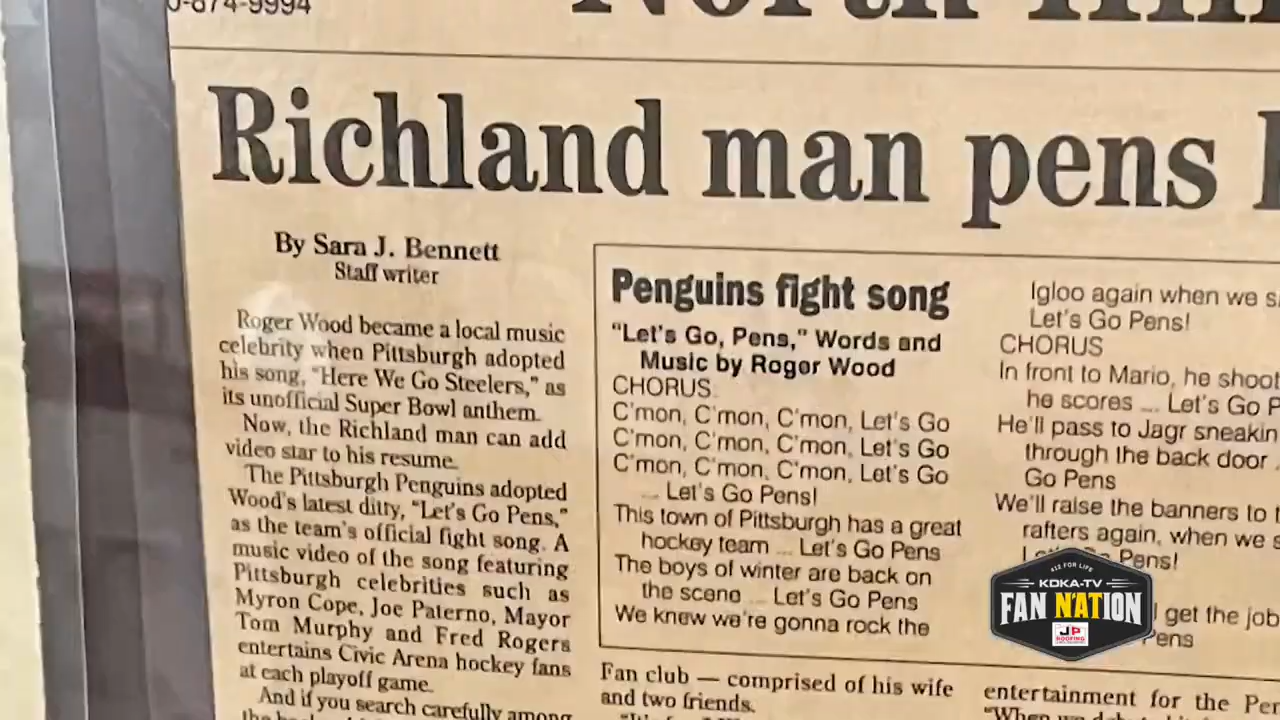 0-874-9994
North Hil
Richland man pens
By Sara J. Bennett
Staff writer
Roger Wood became a local music
celebrity when Pittsburgh adopted
his song, "Here We Go Steelers," as
its unofficial Super Bowl anthem.
Now, the Richland man can add
video star to his resume.
The Pittsburgh Penguins adopted
Wood's latest ditty, "Let's Go Pens,"
as the team's official fight song. A
music video of the song featuring
Pittsburgh celebrities such as
Myron Cope, Joe Paterno, Mayor
Tom Murphy and Fred Rogers
entertains Civic Arena hockey fans
at each playoff game.
And if you search carefully among
Penguins fight song
"Let's Go, Pens," Words and
Music by Roger Wood
CHORUS
C'mon, C'mon, C'mon, Let's Go
C'mon, C'mon, C'mon, Let's Go
C'mon, C'mon, C'mon, Let's Go
... Let's Go Pens!
This town of Pittsburgh has a great
hockey team ... Let's Go Pens
The boys of winter are back on
the scene ... Let's Go Pens
We knew we're gonna rock the
Igloo again when we s
Let's Go Pens!
CHORUS
In front to Mario, he shoot
he scores ... Let's Go P
He'll pass to Jagr sneakin
through the back door
Go Pens
We'll raise the banners to t
rafters again, when we s
Pens!
get the job
Pens
Fan club — comprised of his wife
and two friends.
entertainment for the Pe
"When we
412 FOR LIFE
KDKA-TV
FAN NATION
JP
ROOFING